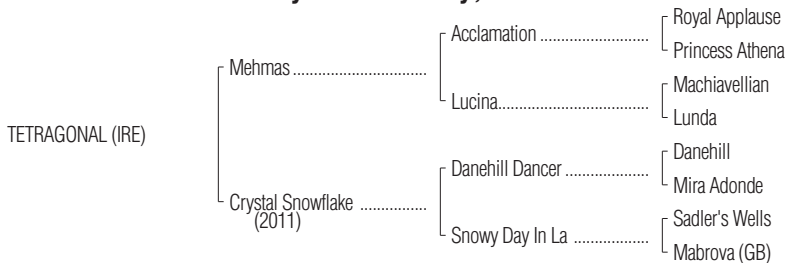 Royal Applause
Acclamation
Princess Athena
Mehmas
Machiavellian
Lucina
Lunda
TETRAGONAL (IRE)
Danehill
Danehill Dancer
Mira Adonde
Crystal Snowflake
(2011)
Sadler's Wells
Snowy Day In La
Mabrova (GB)